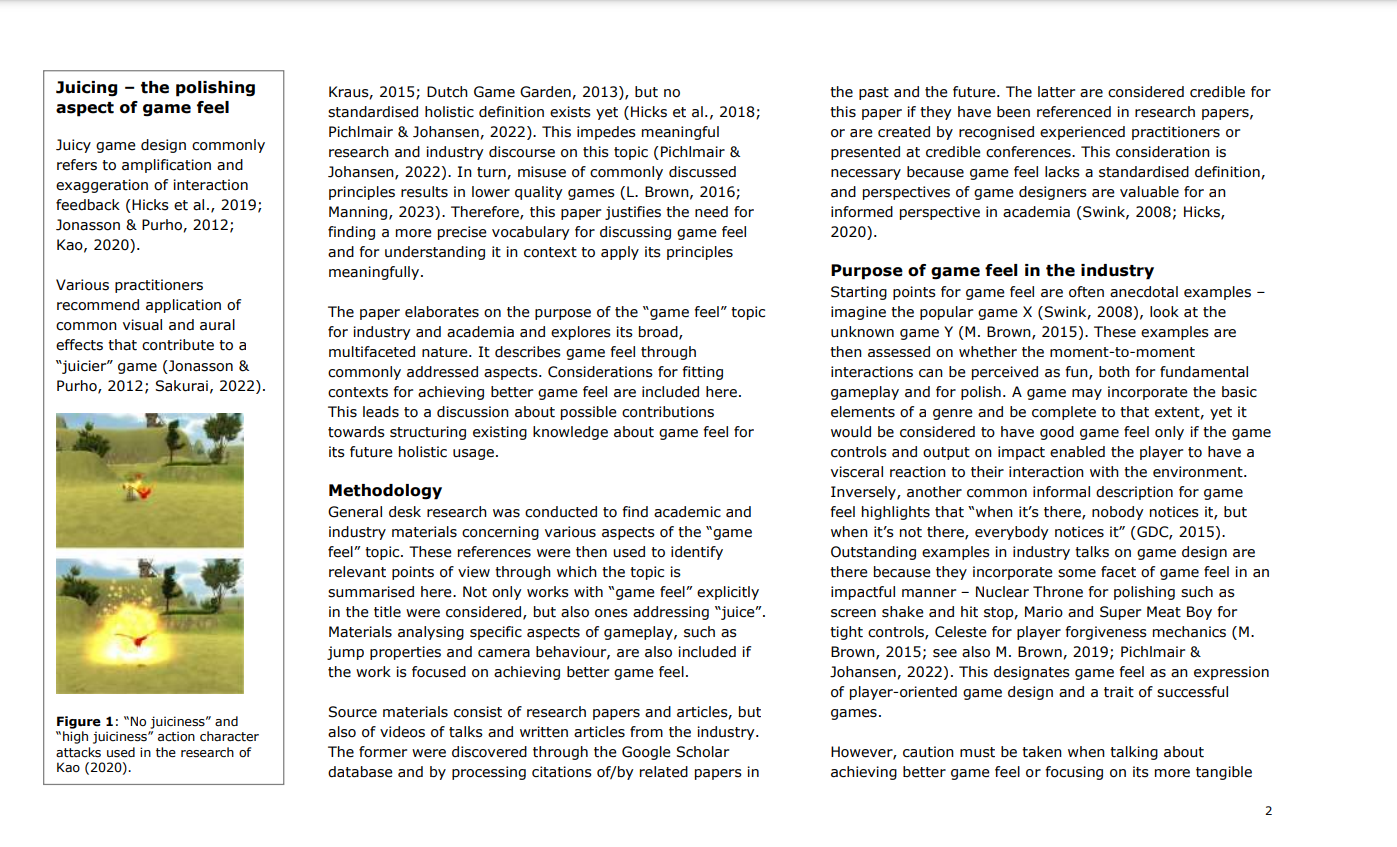 Juicing – the polishing
aspect of game feel
Juicy game design commonly
refers to amplification and
exaggeration of interaction
feedback (Hicks et al., 2019;
Jonasson & Purho, 2012;
Kao, 2020).
Various practitioners
recommend application of
common visual and aural
effects that contribute to a
“juicier” game (Jonasson &
Purho, 2012; Sakurai, 2022).
Figure 1: “No juiciness” and
“high juiciness” action character
attacks used in the research of
Kao (2020).
Kraus, 2015; Dutch Game Garden, 2013), but no
standardised holistic definition exists yet (Hicks et al., 2018;
Pichlmair & Johansen, 2022). This impedes meaningful
research and industry discourse on this topic (Pichlmair &
Johansen, 2022). In turn, misuse of commonly discussed
principles results in lower quality games (L. Brown, 2016;
Manning, 2023). Therefore, this paper justifies the need for
finding a more precise vocabulary for discussing game feel
and for understanding it in context to apply its principles
meaningfully.
The paper elaborates on the purpose of the “game feel” topic
for industry and academia and explores its broad,
multifaceted nature. It describes game feel through
commonly addressed aspects. Considerations for fitting
contexts for achieving better game feel are included here.
This leads to a discussion about possible contributions
towards structuring existing knowledge about game feel for
its future holistic usage.
Methodology
General desk research was conducted to find academic and
industry materials concerning various aspects of the “game
feel” topic. These references were then used to identify
relevant points of view through which the topic is
summarised here. Not only works with “game feel” explicitly
in the title were considered, but also ones addressing “juice”.
Materials analysing specific aspects of gameplay, such as
jump properties and camera behaviour, are also included if
the work is focused on achieving better game feel.
Source materials consist of research papers and articles, but
also of videos of talks and written articles from the industry.
The former were discovered through the Google Scholar
database and by processing citations of/by related papers in
the past and the future. The latter are considered credible for
this paper if they have been referenced in research papers,
or are created by recognised experienced practitioners or
presented at credible conferences. This consideration is
necessary because game feel lacks a standardised definition,
and perspectives of game designers are valuable for an
informed perspective in academia (Swink, 2008; Hicks,
2020).
Purpose of game feel in the industry
Starting points for game feel are often anecdotal examples –
imagine the popular game X (Swink, 2008), look at the
unknown game Y (M. Brown, 2015). These examples are
then assessed on whether the moment-to-moment
interactions can be perceived as fun, both for fundamental
gameplay and for polish. A game may incorporate the basic
elements of a genre and be complete to that extent, yet it
would be considered to have good game feel only if the game
controls and output on impact enabled the player to have a
visceral reaction to their interaction with the environment.
Inversely, another common informal description for game
feel highlights that “when it’s there, nobody notices it, but
when it’s not there, everybody notices it” (GDC, 2015).
Outstanding examples in industry talks on game design are
there because they incorporate some facet of game feel in an
impactful manner – Nuclear Throne for polishing such as
screen shake and hit stop, Mario and Super Meat Boy for
tight controls, Celeste for player forgiveness mechanics (M.
Brown, 2015; see also M. Brown, 2019; Pichlmair &
Johansen, 2022). This designates game feel as an expression
of player-oriented game design and a trait of successful
games.
However, caution must be taken when talking about
achieving better game feel or focusing on its more tangible
2